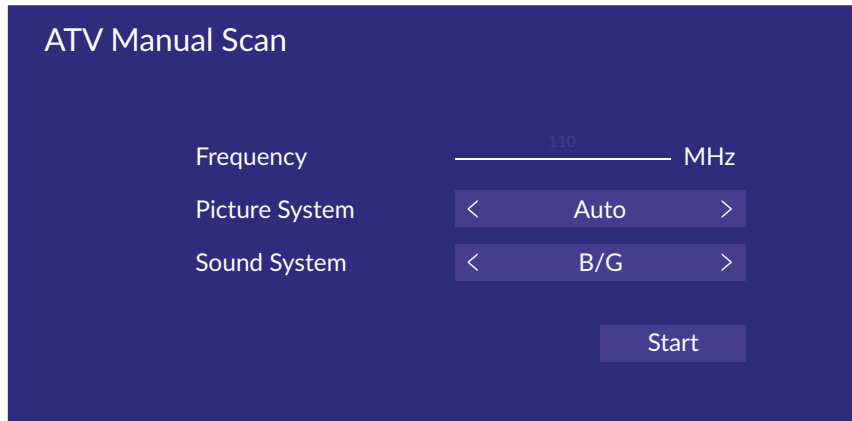 ATV Manual Scan
110
Frequency MHz
Picture System < Auto >
Sound System < B/G >
Start